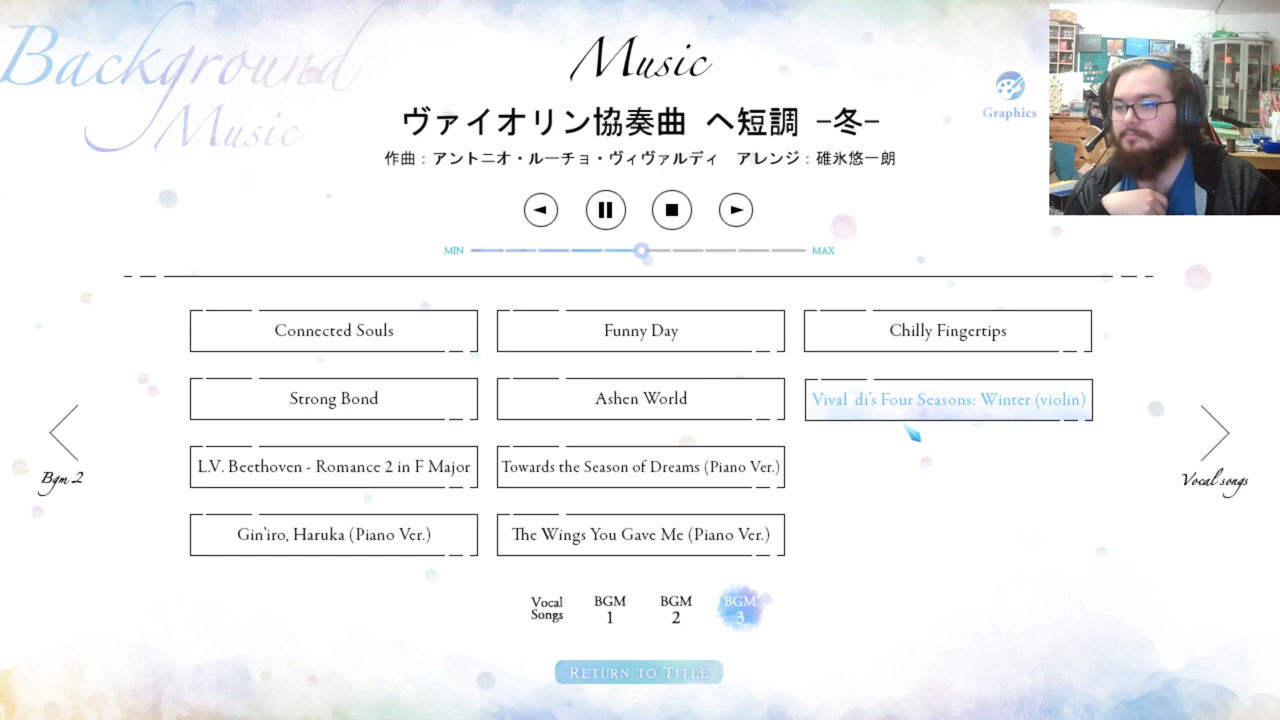 Background
Music
Music
ヴァイオリン協奏曲 ヘ短調 −冬−
作曲：アントニオ・ルーチョ・ヴィヴァルディ　アレンジ：碓氷悠一朗
Graphics
MIN
MAX
Connected Souls
Funny Day
Chilly Fingertips
Strong Bond
Ashen World
Vival di's Four Seasons: Winter (violin)
L.V. Beethoven - Romance 2 in F Major
Towards the Season of Dreams (Piano Ver.)
Gin'iro, Haruka (Piano Ver.)
The Wings You Gave Me (Piano Ver.)
Bgm 2
Vocal songs
Vocal
Songs
BGM
1
BGM
2
BGM
3
Return to Title